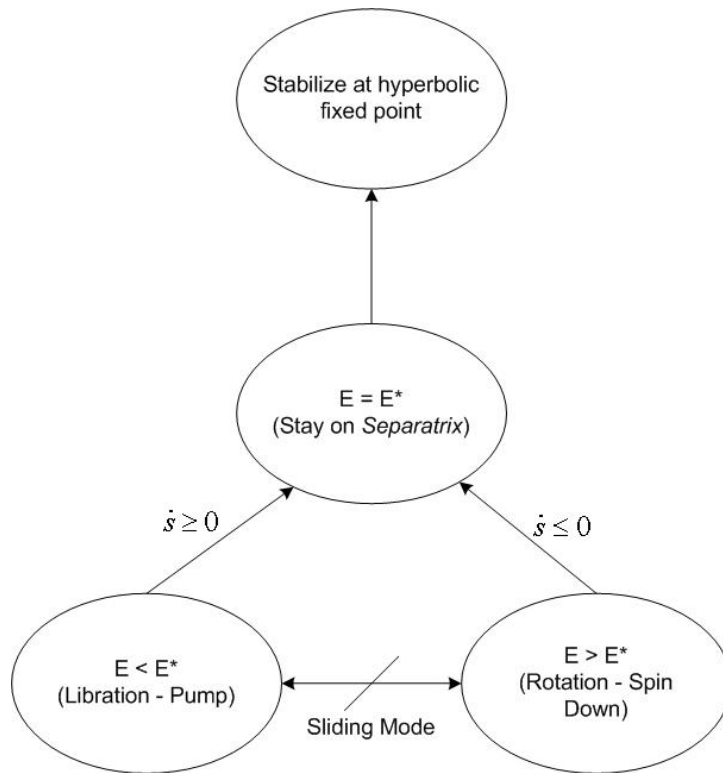 Stabilize at hyperbolic
fixed point
E = E*
(Stay on Separatrix)
ṡ ≥ 0
ṡ ≤ 0
E < E*
(Libration - Pump)
E > E*
(Rotation - Spin
Down)
Sliding Mode